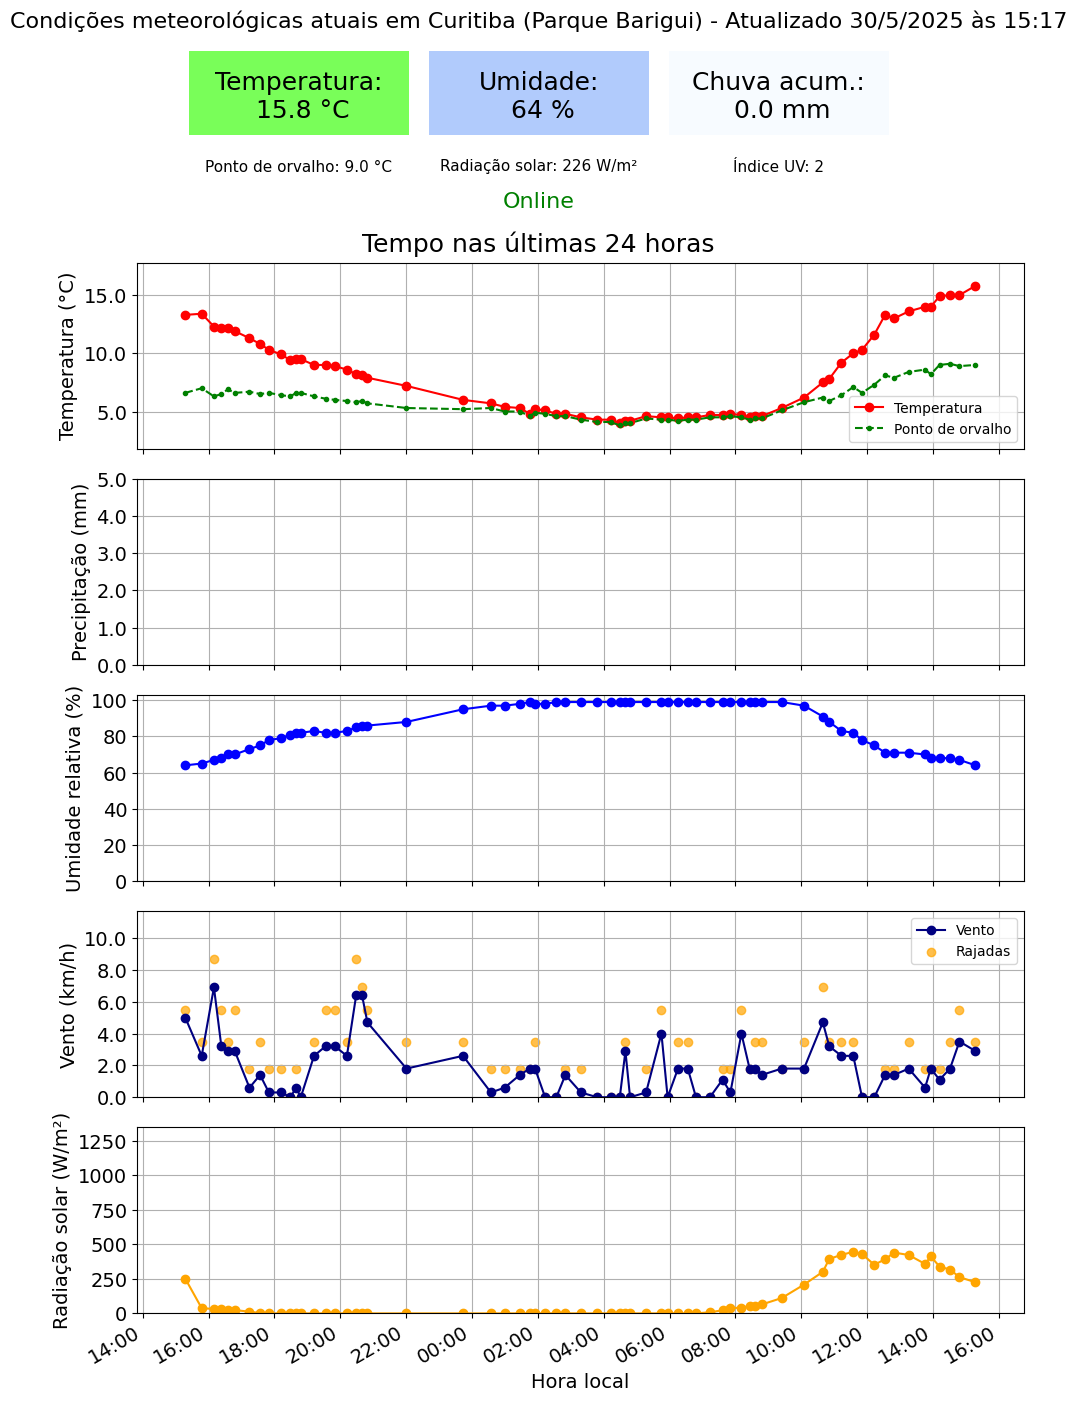 Condições meteorológicas atuais em Curitiba (Parque Barigui) - Atualizado 30/5/2025 às 15:17
Temperatura:
15.8 °C
Umidade:
64 %
Chuva acum.:
0.0 mm
Ponto de orvalho: 9.0 °C
Radiação solar: 226 W/m²
Índice UV: 2
Online
Tempo nas últimas 24 horas
Temperatura (°C)
15.0
10.0
5.0
Temperatura
Ponto de orvalho
Precipitação (mm)
5.0
4.0
3.0
2.0
1.0
0.0
Umidade relativa (%)
100
80
60
40
20
0
Vento (km/h)
10.0
8.0
6.0
4.0
2.0
0.0
Vento
Rajadas
Radiação solar (W/m²)
1250
1000
750
500
250
0
14:00
16:00
18:00
20:00
22:00
00:00
02:00
04:00
06:00
08:00
10:00
12:00
14:00
16:00
Hora local